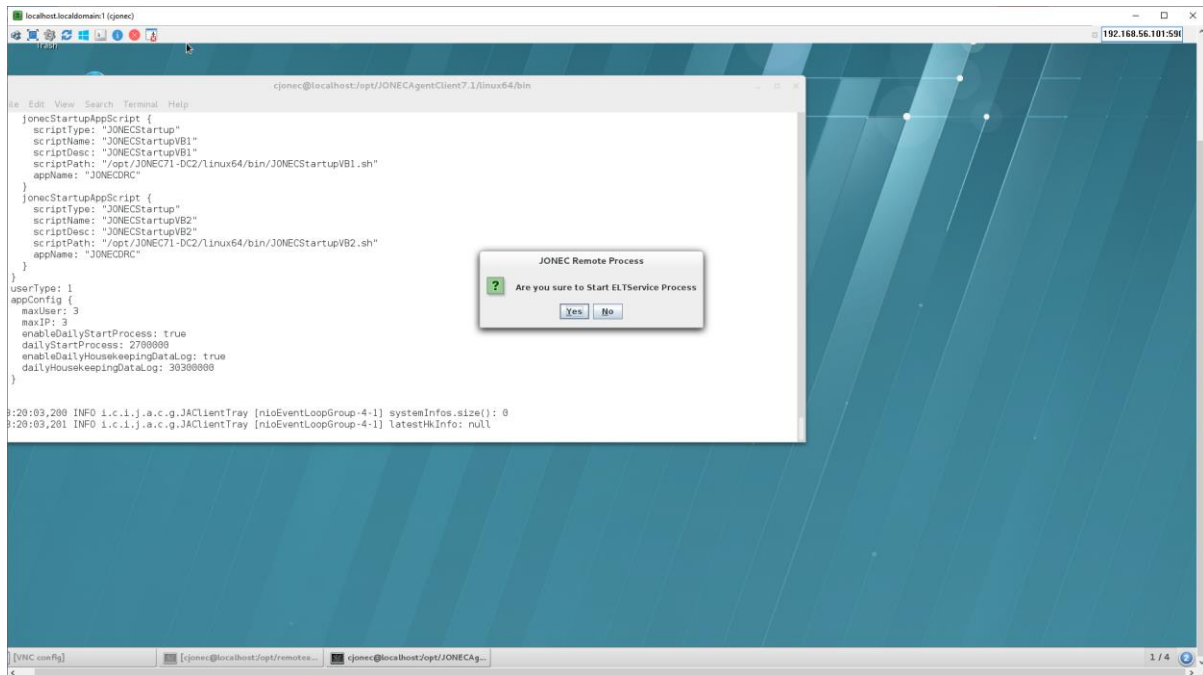 localhost.localdomain:1 (cjonec)
192.168.56.101:590
Trash
cjonec@localhost:/opt/JONECAgentClient7.1/linux64/bin
Edit View Search Terminal Help
jonecStartupAppScript {
scriptType: "JONECStartup"
scriptName: "JONECStartupVB1"
scriptDesc: "JONECStartupVB1"
scriptPath: "/opt/JONEC71-DC2/linux64/bin/JONECStartupVB1.sh"
appName: "JONECDRC"
}
jonecStartupAppScript {
scriptType: "JONECStartup"
scriptName: "JONECStartupVB2"
scriptDesc: "JONECStartupVB2"
scriptPath: "/opt/JONEC71-DC2/linux64/bin/JONECStartupVB2.sh"
appName: "JONECDRC"
}
}
userType: 1
appConfig {
maxUser: 3
maxIP: 3
enableDailyStartProcess: true
dailyStartProcess: 2700000
enableDailyHousekeepingDataLog: true
dailyHousekeepingDataLog: 30300000
}
:20:03,200 INFO i.c.i.j.a.c.g.JAClientTray [nioEventLoopGroup-4-1] systemInfos.size(): 0
:20:03,201 INFO i.c.i.j.a.c.g.JAClientTray [nioEventLoopGroup-4-1] latestHkInfo: null
JONEC Remote Process
Are you sure to Start ELTService Process
Yes No
[VNC config]
[cjonec@localhost:/opt/remotea...
cjonec@localhost:/opt/JONECAg...
1 / 4
2